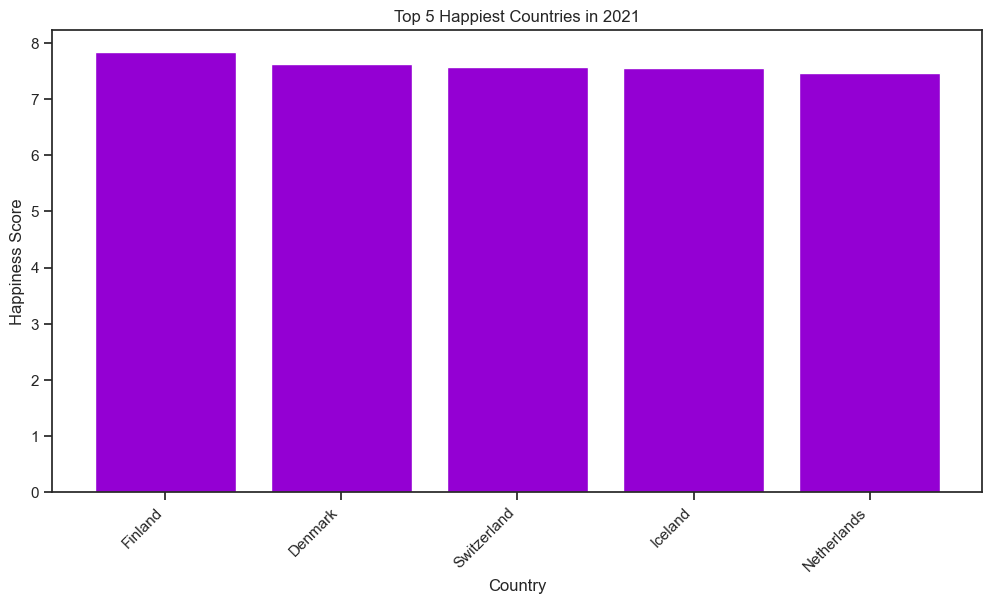 Top 5 Happiest Countries in 2021
Happiness Score
8
7
6
5
4
3
2
1
0
Finland
Denmark
Switzerland
Iceland
Netherlands
Country